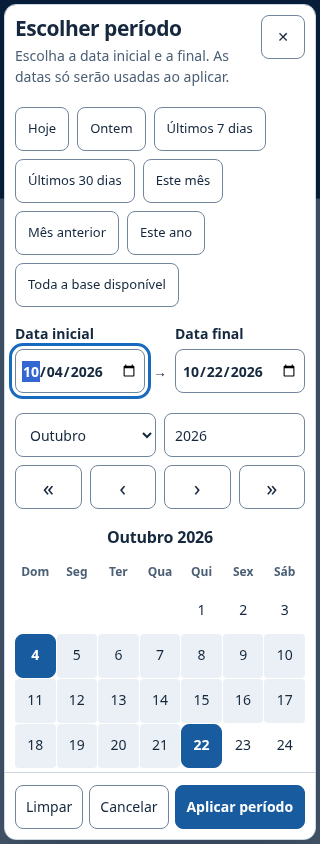 Escolher período
×
Escolha a data inicial e a final. As
datas só serão usadas ao aplicar.
Hoje
Ontem
Últimos 7 dias
Últimos 30 dias
Este mês
Mês anterior
Este ano
Toda a base disponível
Data inicial
Data final
10/04/2026
→
10/22/2026
Outubro
2026
« ‹ › »
Outubro 2026
Dom Seg Ter Qua Qui Sex Sáb
1 2 3
4 5 6 7 8 9 10
11 12 13 14 15 16 17
18 19 20 21 22 23 24
Limpar
Cancelar
Aplicar período